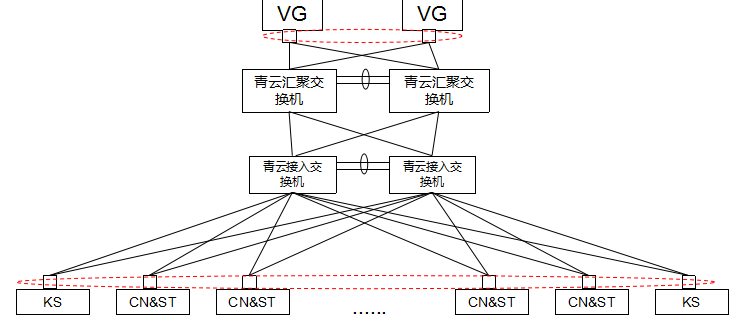 VG VG
青云汇聚交 青云汇聚交
换机 换机
青云接入交 青云接入交
换机 换机
KS CN&ST CN&ST ...... CN&ST CN&ST KS